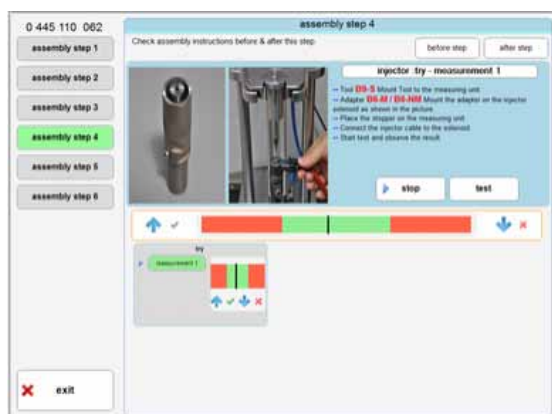 0 445 110 062
assembly step 1
assembly step 2
assembly step 3
assembly step 4
assembly step 5
assembly step 6
exit
assembly step 4
Check assembly instructions before & after this step
before step
after step
injector .try - measurement 1
-- Tool D9-S Mount Tool to the measuring unit
-- Adapter D8-M / D8-NM Mount the adapter on the injector
solenoid as shown in the picture.
-- Place the stopper on the measuring unit
-- Connect the injector cable to the solenoid
-- Start test and observe the result.
stop
test
try
measurement 1